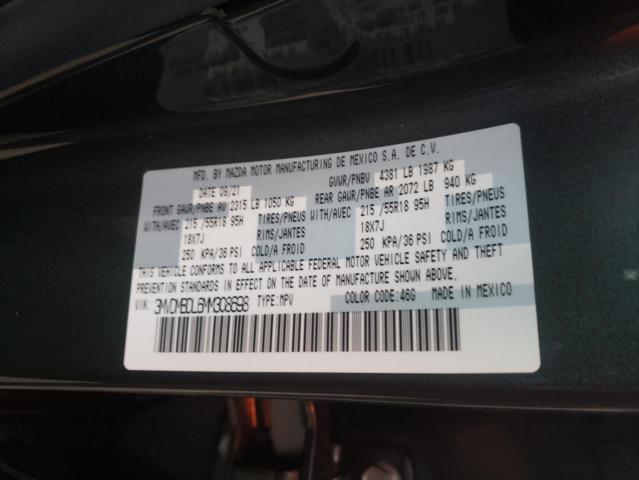 MFD. BY MAZDA MOTOR MANUFACTURING DE MEXICO S.A. DE C.V.
DATE 09/21 GVWR/PNBV 4381 LB 1987 KG
FRONT GAWR/PNBE AV 2315 LB 1050 KG REAR GAWR/PNBE AR 2072 LB 940 KG
WITH/AVEC 215 /55R18 95H TIRES/PNEUS WITH/AVEC 215 /55R18 95H TIRES/PNEUS
18X7J RIMS/JANTES 18X7J RIMS/JANTES
250 KPA/36 PSI COLD/A FROID 250 KPA/36 PSI COLD/A FROID
THIS VEHICLE CONFORMS TO ALL APPLICABLE FEDERAL MOTOR VEHICLE SAFETY AND THEFT
PREVENTION STANDARDS IN EFFECT ON THE DATE OF MANUFACTURE SHOWN ABOVE.
VIN: 3MVDMBDL6MM308698 TYPE:MPV COLOR CODE:46G MADE IN MEXICO